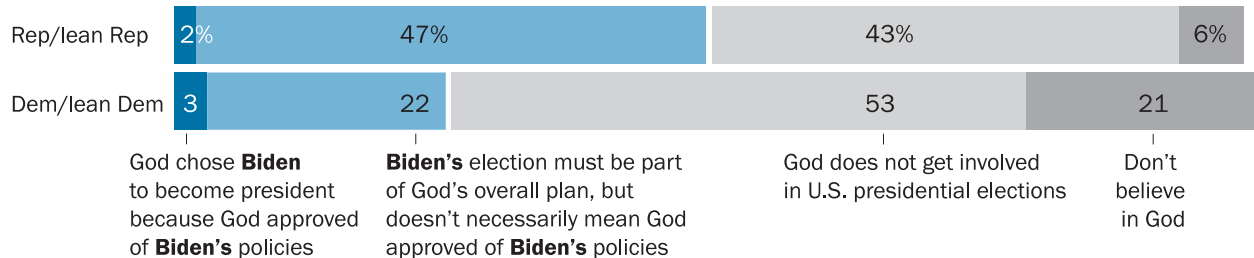 Rep/lean Rep 2% 47% 43% 6%
Dem/lean Dem 3 22 53 21
God chose Biden
to become president
because God approved
of Biden's policies
Biden's election must be part
of God's overall plan, but
doesn't necessarily mean God
approved of Biden's policies
God does not get involved
in U.S. presidential elections
Don't
believe
in God